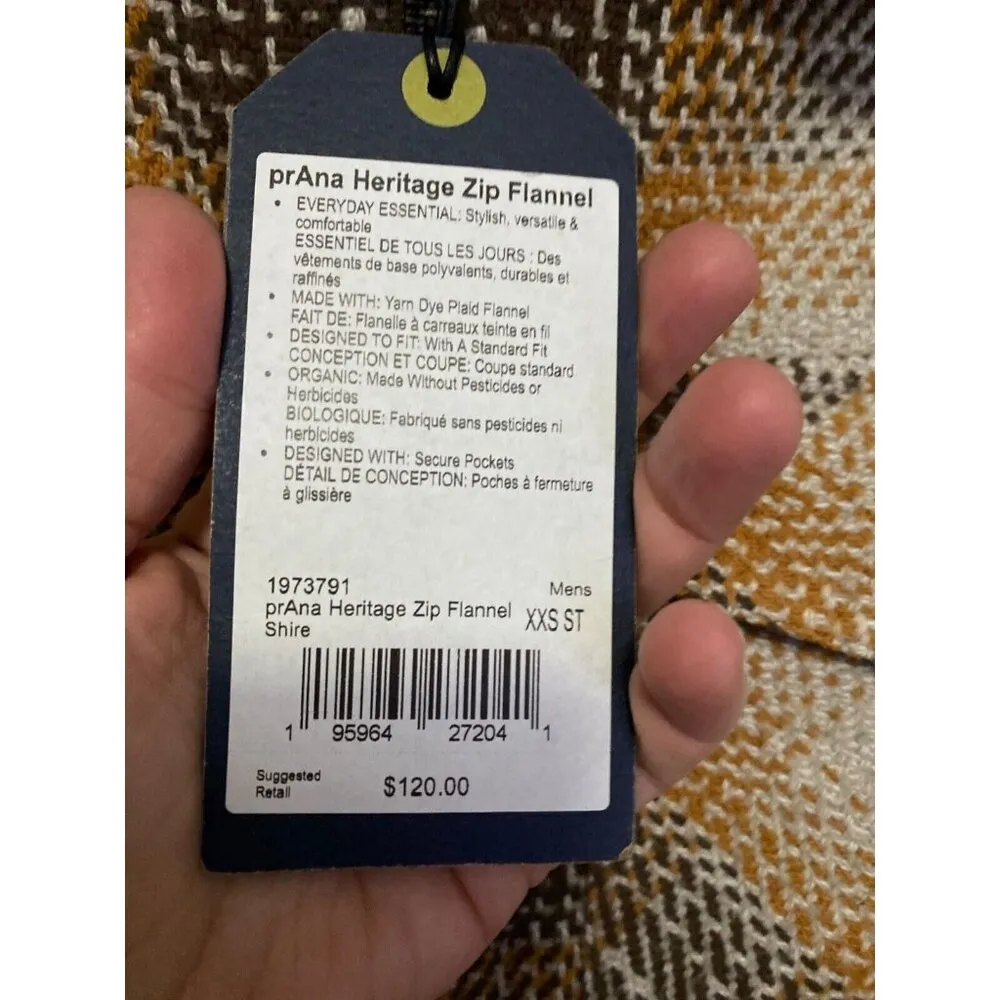 prAna Heritage Zip Flannel
• EVERYDAY ESSENTIAL: Stylish, versatile &
comfortable
ESSENTIEL DE TOUS LES JOURS : Des
vêtements de base polyvalents, durables et
raffinés
• MADE WITH: Yarn Dye Plaid Flannel
FAIT DE: Flanelle à carreaux teinte en fil
• DESIGNED TO FIT: With A Standard Fit
CONCEPTION ET COUPE: Coupe standard
• ORGANIC: Made Without Pesticides or
Herbicides
BIOLOGIQUE: Fabriqué sans pesticides ni
herbicides
• DESIGNED WITH: Secure Pockets
DÉTAIL DE CONCEPTION: Poches à fermeture
à glissière
1973791 Mens
prAna Heritage Zip Flannel XXS ST
Shire
1 95964 27204 1
Suggested
Retail $120.00